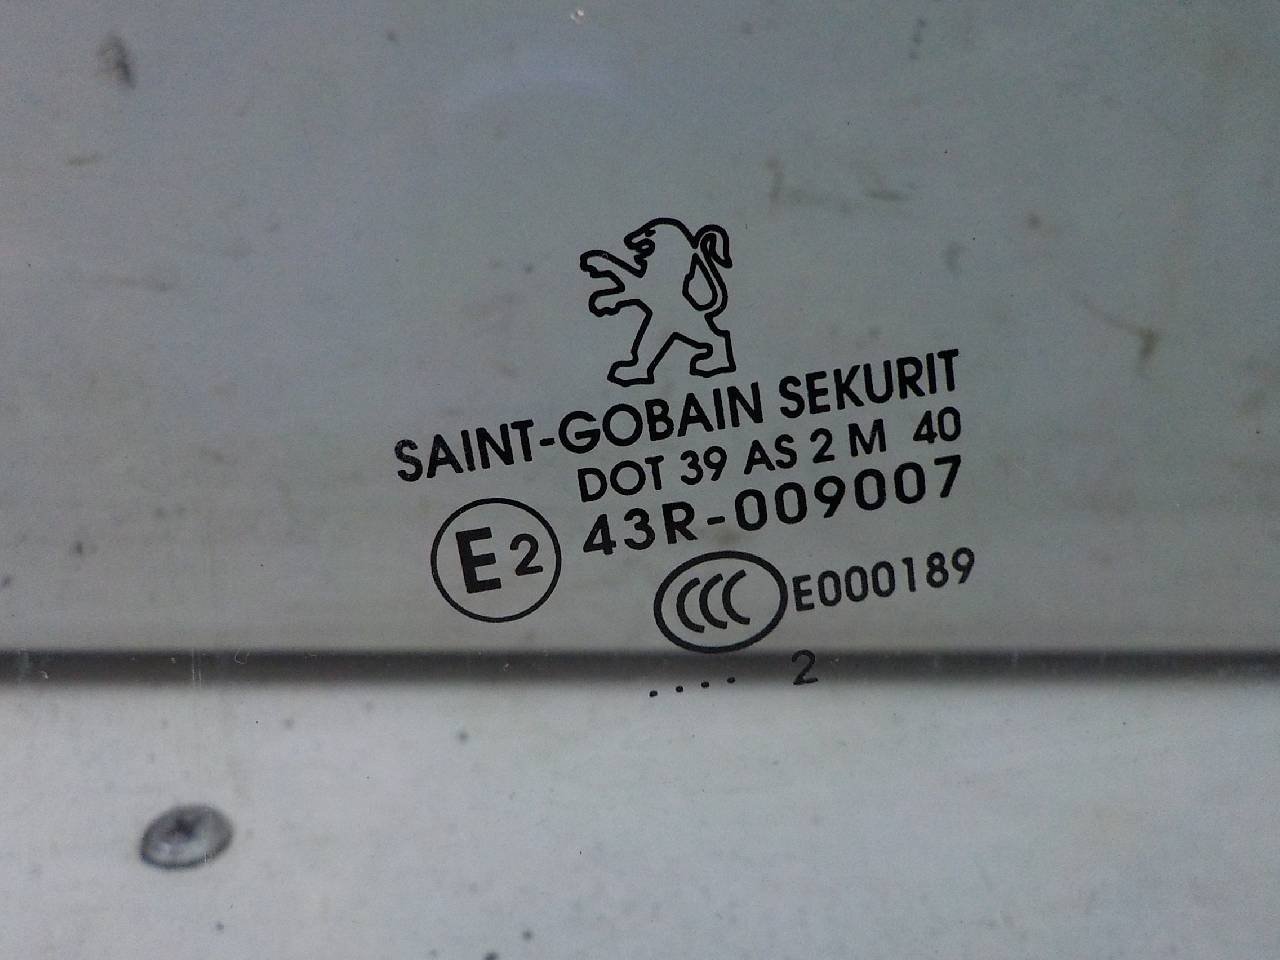 SAINT-GOBAIN SEKURIT
DOT 39 AS 2 M 40
E2 43R-009007
CCC E000189
.... 2